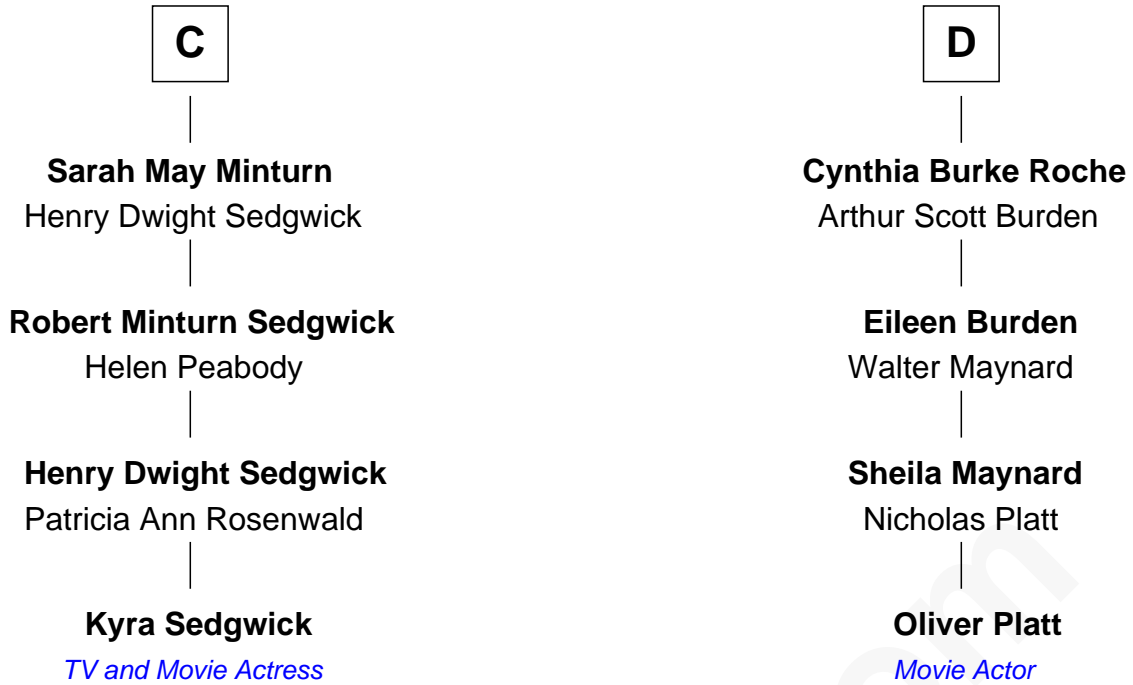 C
Sarah May Minturn
Henry Dwight Sedgwick
Robert Minturn Sedgwick
Helen Peabody
Henry Dwight Sedgwick
Patricia Ann Rosenwald
Kyra Sedgwick
TV and Movie Actress
D
Cynthia Burke Roche
Arthur Scott Burden
Eileen Burden
Walter Maynard
Sheila Maynard
Nicholas Platt
Oliver Platt
Movie Actor